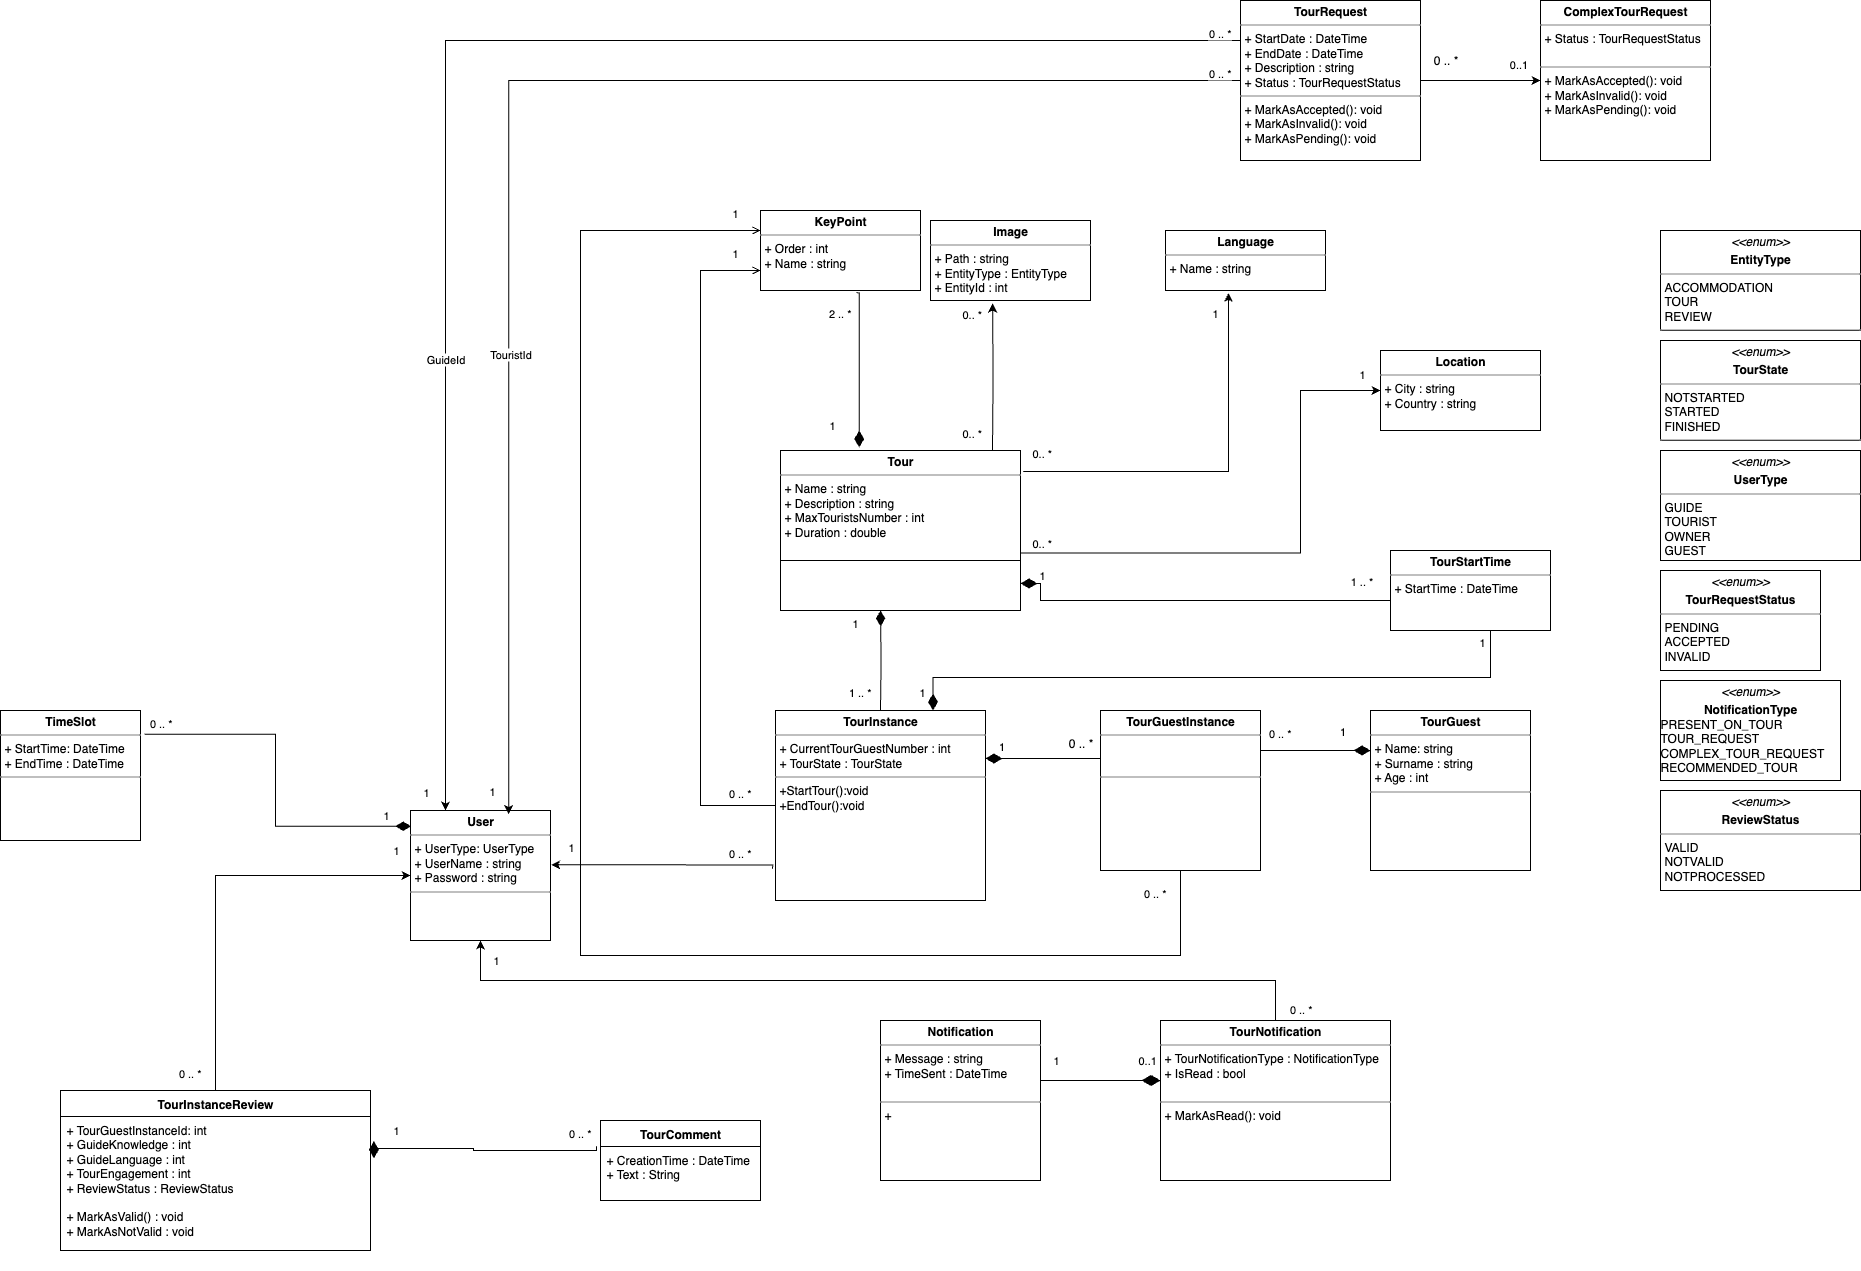 TourRequest
+ StartDate : DateTime
+ EndDate : DateTime
+ Description : string
+ Status : TourRequestStatus
+ MarkAsAccepted(): void
+ MarkAsInvalid(): void
+ MarkAsPending(): void
0 .. *
0 .. *
0 .. *
0..1
ComplexTourRequest
+ Status : TourRequestStatus
+ MarkAsAccepted(): void
+ MarkAsInvalid(): void
+ MarkAsPending(): void
GuideId
TouristId
1
1
KeyPoint
+ Order : int
+ Name : string
2 .. *
1
Image
+ Path : string
+ EntityType : EntityType
+ EntityId : int
0.. *
0.. *
Language
+ Name : string
1
0.. *
Location
+ City : string
+ Country : string
1
0.. *
Tour
+ Name : string
+ Description : string
+ MaxTouristsNumber : int
+ Duration : double
1
1 .. *
TourStartTime
+ StartTime : DateTime
1
1
1
1 .. *
<<enum>>
EntityType
ACCOMMODATION
TOUR
REVIEW
<<enum>>
TourState
NOTSTARTED
STARTED
FINISHED
<<enum>>
UserType
GUIDE
TOURIST
OWNER
GUEST
<<enum>>
TourRequestStatus
PENDING
ACCEPTED
INVALID
<<enum>>
NotificationType
PRESENT_ON_TOUR
TOUR_REQUEST
COMPLEX_TOUR_REQUEST
RECOMMENDED_TOUR
<<enum>>
ReviewStatus
VALID
NOTVALID
NOTPROCESSED
TimeSlot
+ StartTime: DateTime
+ EndTime: DateTime
0 .. *
1
1
1
1
User
+ UserType: UserType
+ UserName : string
+ Password : string
1
0 .. *
0 .. *
TourInstance
+ CurrentTourGuestNumber : int
+ TourState : TourState
+StartTour():void
+EndTour():void
1
0 .. *
TourGuestInstance
0 .. *
1
0 .. *
TourGuest
+ Name: string
+ Surname : string
+ Age : int
1
0 .. *
Notification
+ Message : string
+ TimeSent : DateTime
+
1
0..1
TourNotification
+ TourNotificationType : NotificationType
+ IsRead : bool
+ MarkAsRead(): void
0 .. *
TourInstanceReview
+ TourGuestInstanceId: int
+ GuideKnowledge : int
+ GuideLanguage : int
+ TourEngagement : int
+ ReviewStatus : ReviewStatus
+ MarkAsValid() : void
+ MarkAsNotValid : void
1
0 .. *
TourComment
+ CreationTime : DateTime
+ Text : String